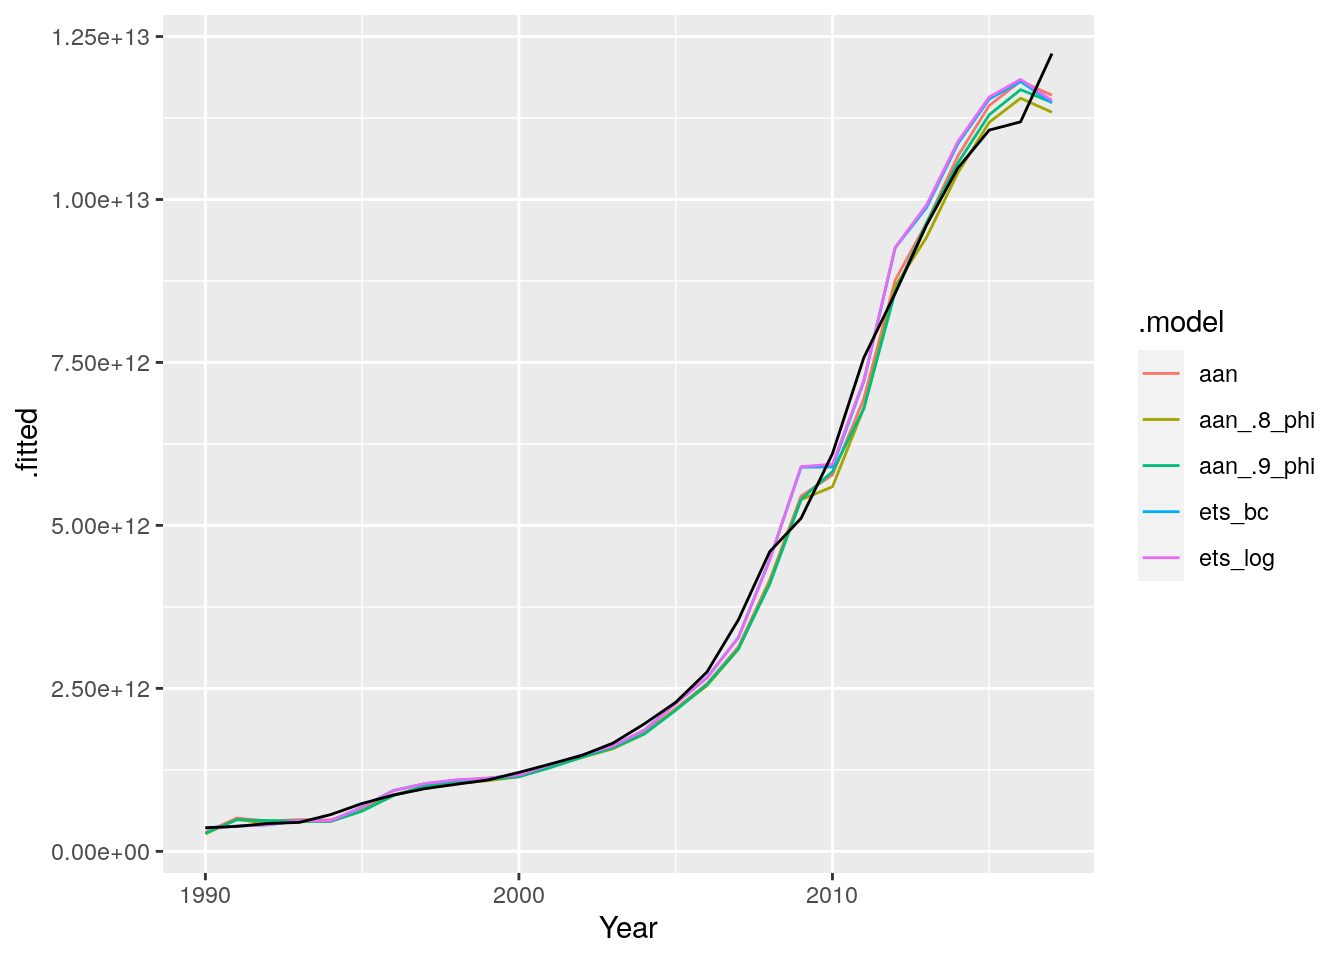 1.25e+13
1.00e+13
7.50e+12
5.00e+12
2.50e+12
0.00e+00
.fitted
1990
2000
2010
Year
.model
aan
aan_.8_phi
aan_.9_phi
ets_bc
ets_log